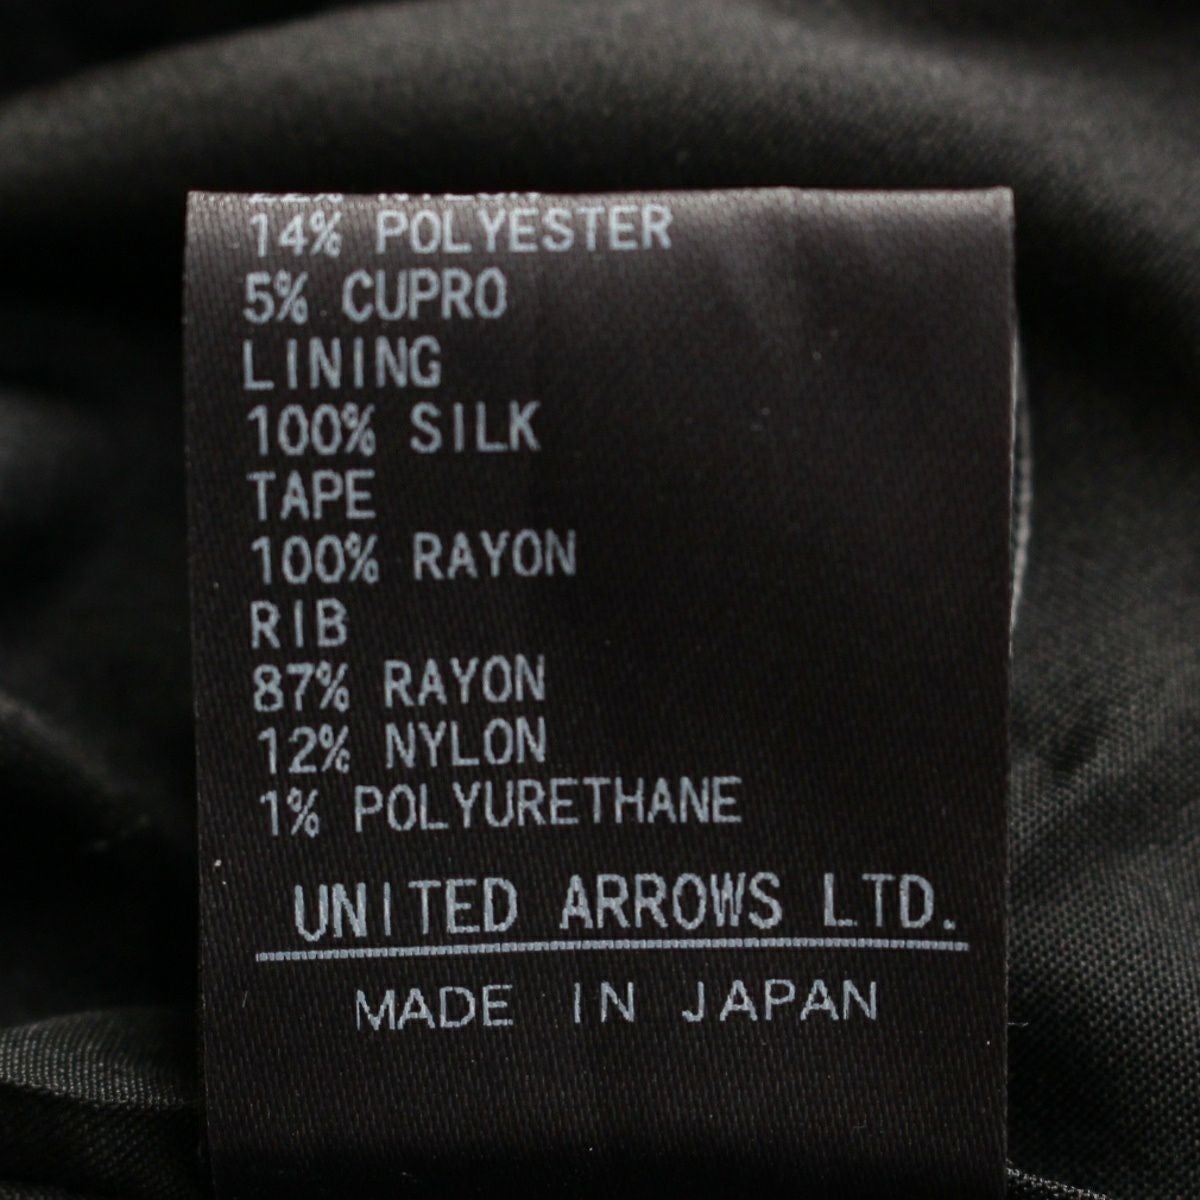 14% POLYESTER
5% CUPRO
LINING
100% SILK
TAPE
100% RAYON
RIB
87% RAYON
12% NYLON
1% POLYURETHANE
UNITED ARROWS LTD.
MADE IN JAPAN